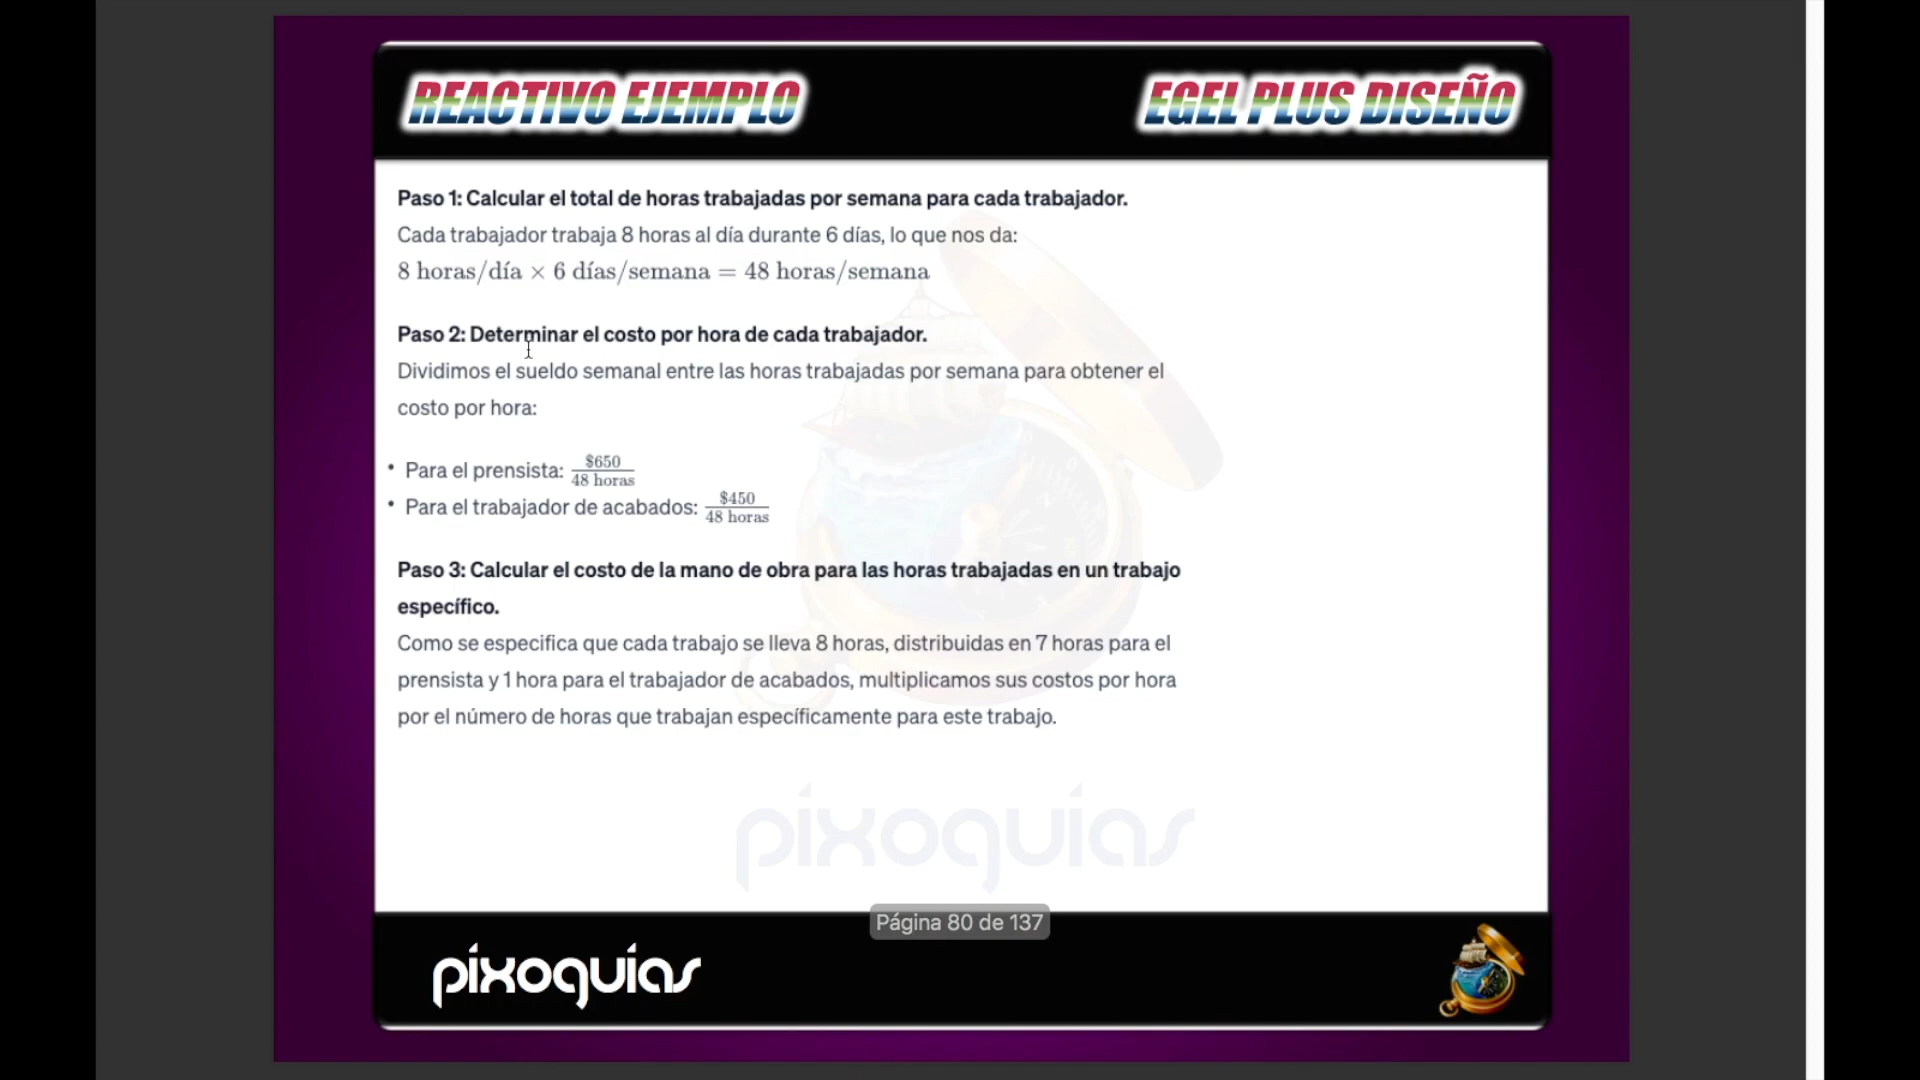 REACTIVO EJEMPLO
EGEL PLUS DISEÑO
Paso 1: Calcular el total de horas trabajadas por semana para cada trabajador.
Cada trabajador trabaja 8 horas al día durante 6 días, lo que nos da:
8 horas/día × 6 días/semana = 48 horas/semana
Paso 2: Determinar el costo por hora de cada trabajador.
Dividimos el sueldo semanal entre las horas trabajadas por semana para obtener el
costo por hora:
• Para el prensista: $650 / 48 horas
• Para el trabajador de acabados: $450 / 48 horas
Paso 3: Calcular el costo de la mano de obra para las horas trabajadas en un trabajo
específico.
Como se especifica que cada trabajo se lleva 8 horas, distribuidas en 7 horas para el
prensista y 1 hora para el trabajador de acabados, multiplicamos sus costos por hora
por el número de horas que trabajan específicamente para este trabajo.
pixoguías
Página 80 de 137
pixoguías